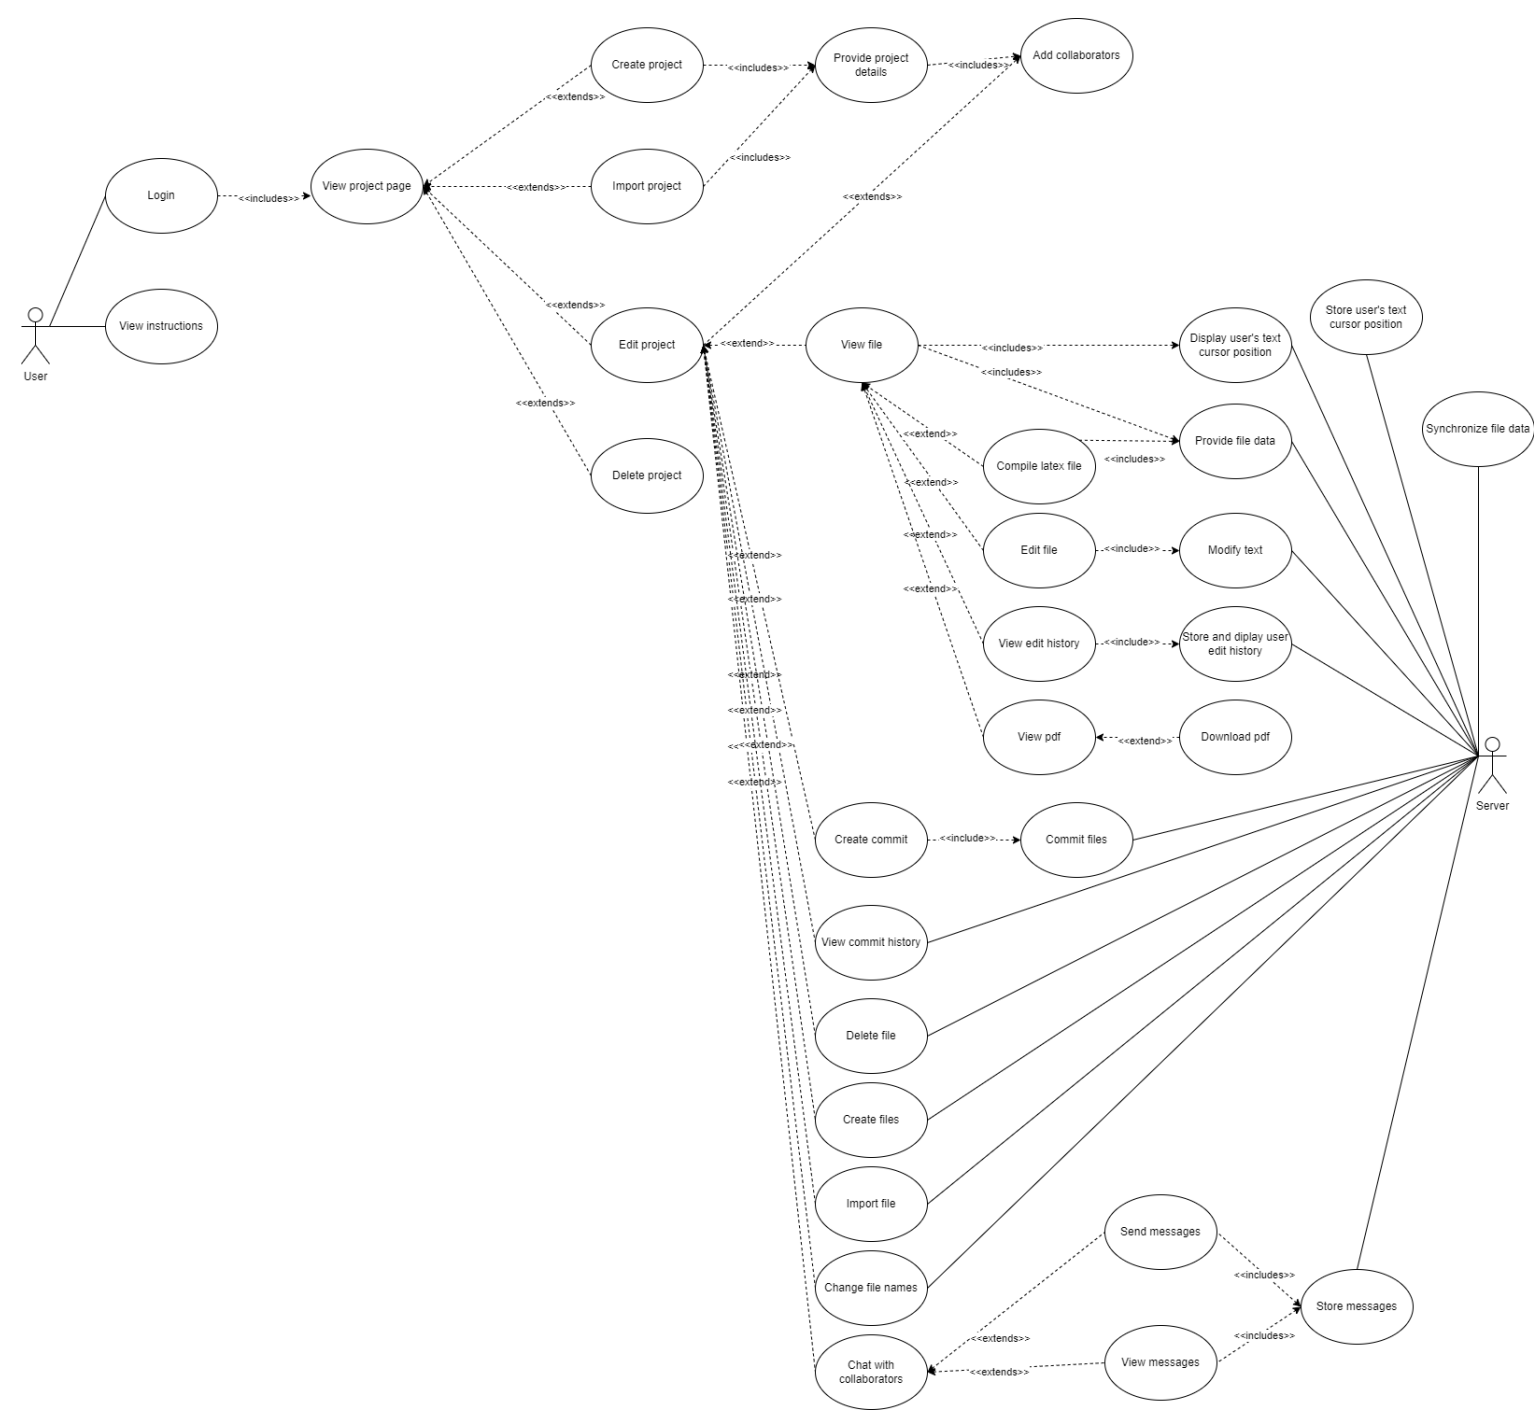 Create project
<<includes>>
Provide project
details
<<includes>>
Add collaborators
<<extends>>
Login
<<includes>>
View project page
<<extends>>
Import project
<<includes>>
<<extends>>
View instructions
User
<<extends>>
Edit project
<<extend>>
View file
<<includes>>
<<includes>>
Display user's text
cursor position
Store user's text
cursor position
<<extends>>
Delete project
<<extend>>
Compile latex file
<<includes>>
Provide file data
Synchronize file data
<<extend>>
Edit file
<<include>>
Modify text
<<extend>>
View edit history
<<include>>
Store and diplay user
edit history
<<extend>>
View pdf
<<extend>>
Download pdf
Server
<<extend>>
<<extend>>
<<extend>>
<<extend>>
<<extend>>
<<extend>>
Create commit
<<include>>
Commit files
View commit history
Delete file
Create files
Import file
Change file names
Chat with
collaborators
Send messages
<<includes>>
<<extends>>
Store messages
<<includes>>
<<extends>>
View messages